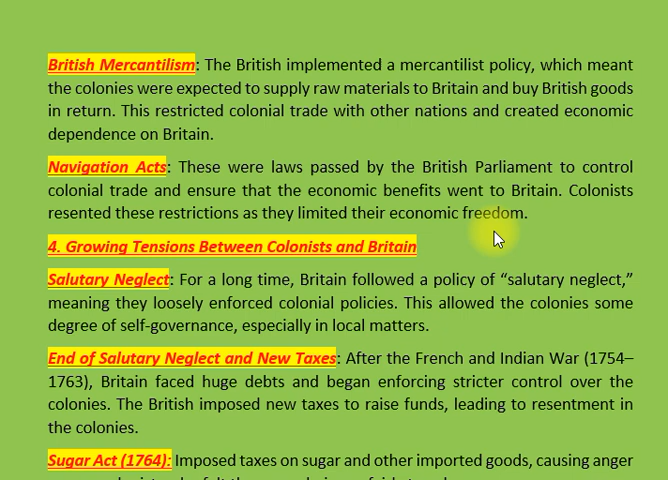 British Mercantilism: The British implemented a mercantilist policy, which meant
the colonies were expected to supply raw materials to Britain and buy British goods
in return. This restricted colonial trade with other nations and created economic
dependence on Britain.
Navigation Acts: These were laws passed by the British Parliament to control
colonial trade and ensure that the economic benefits went to Britain. Colonists
resented these restrictions as they limited their economic freedom.
4. Growing Tensions Between Colonists and Britain
Salutary Neglect: For a long time, Britain followed a policy of “salutary neglect,”
meaning they loosely enforced colonial policies. This allowed the colonies some
degree of self-governance, especially in local matters.
End of Salutary Neglect and New Taxes: After the French and Indian War (1754–
1763), Britain faced huge debts and began enforcing stricter control over the
colonies. The British imposed new taxes to raise funds, leading to resentment in
the colonies.
Sugar Act (1764): Imposed taxes on sugar and other imported goods, causing anger